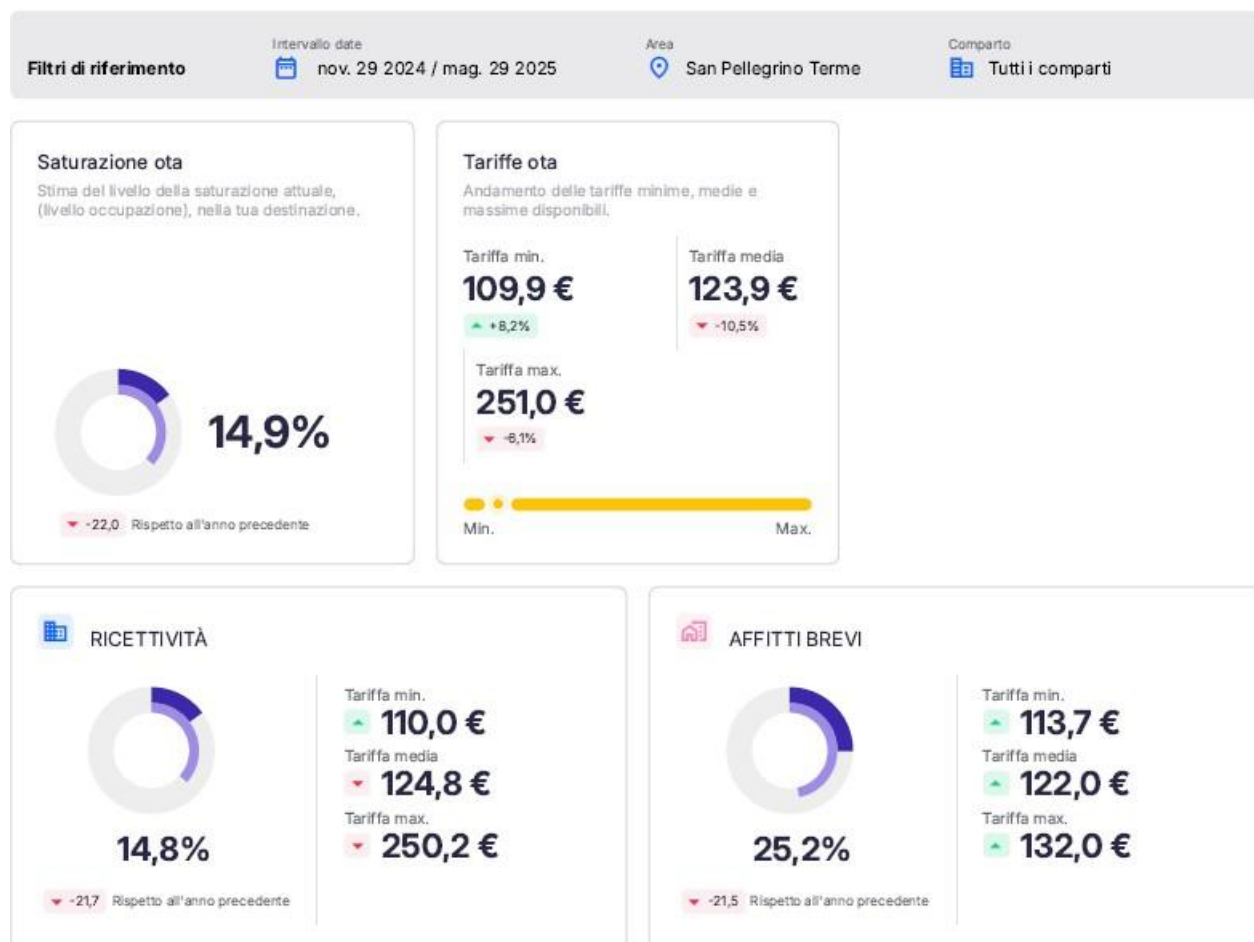 Filtri di riferimento
Intervallo date
nov. 29 2024 / mag. 29 2025
Area
San Pellegrino Terme
Comparto
Tutti i comparti
Saturazione ota
Stima del livello della saturazione attuale,
(livello occupazione), nella tua destinazione.
14,9%
-22,0 Rispetto all'anno precedente
Tariffe ota
Andamento delle tariffe minime, medie e
massime disponibili.
Tariffa min.
109,9 €
+8,2%
Tariffa media
123,9 €
-10,5%
Tariffa max.
251,0 €
-6,1%
Min. Max.
RICETTIVITÀ
14,8%
-21,7 Rispetto all'anno precedente
Tariffa min.
110,0 €
Tariffa media
124,8 €
Tariffa max.
250,2 €
AFFITTI BREVI
25,2%
-21,5 Rispetto all'anno precedente
Tariffa min.
113,7 €
Tariffa media
122,0 €
Tariffa max.
132,0 €